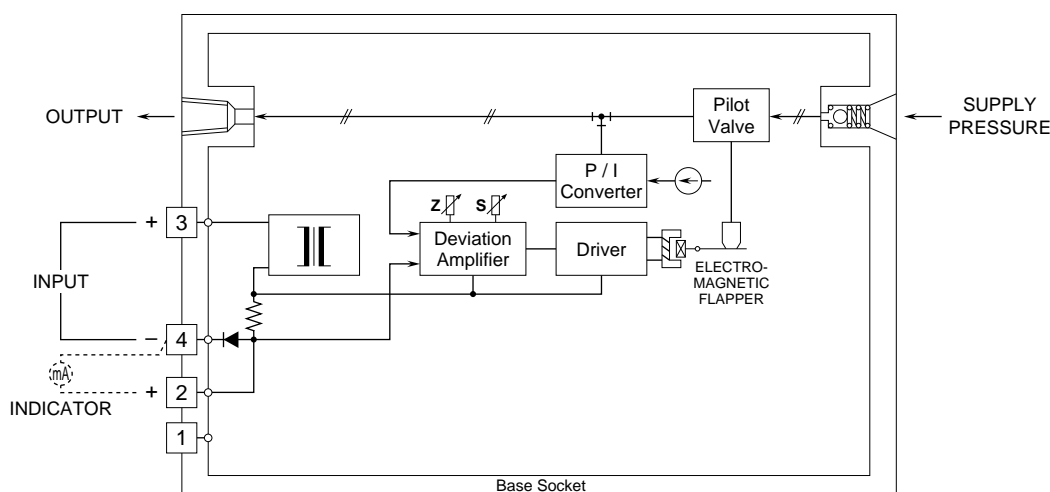 OUTPUT
Pilot
Valve
SUPPLY
PRESSURE
P / I
Converter
Z
S
+
3
Deviation
Amplifier
Driver
INPUT
ELECTRO-
MAGNETIC
FLAPPER
–
4
mA
+
2
INDICATOR
1
Base Socket